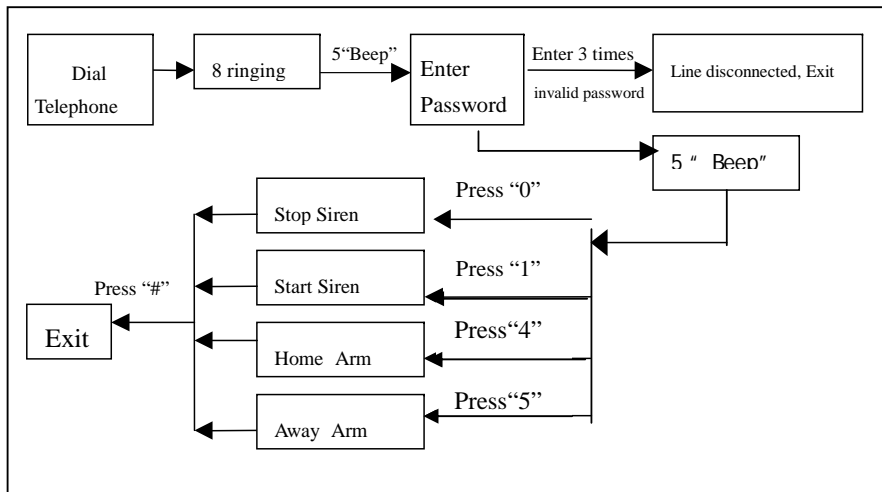 Dial
Telephone
8 ringing
5“Beep”
Enter
Password
Enter 3 times
invalid password
Line disconnected, Exit
5 “ Beep”
Press “0”
Stop Siren
Press “1”
Start Siren
Press “#”
Exit
Press“4”
Home Arm
Press“5”
Away Arm